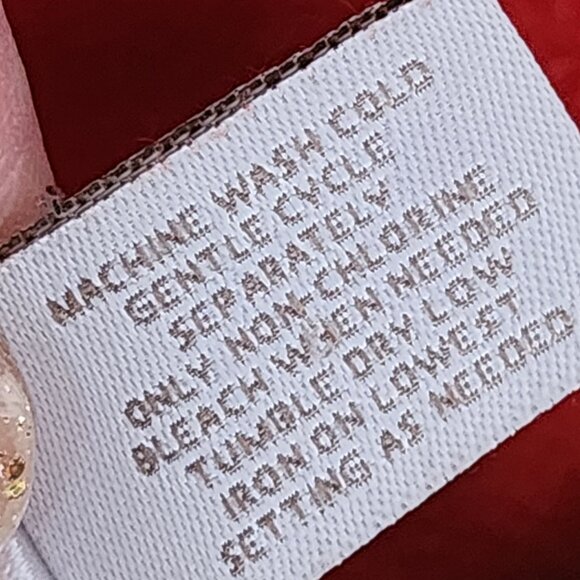 MACHINE WASH COLD
GENTLE CYCLE
SEPARATELY
ONLY NON-CHLORINE
BLEACH WHEN NEEDED
TUMBLE DRY LOW
IRON ON LOWEST
SETTING AS NEEDED